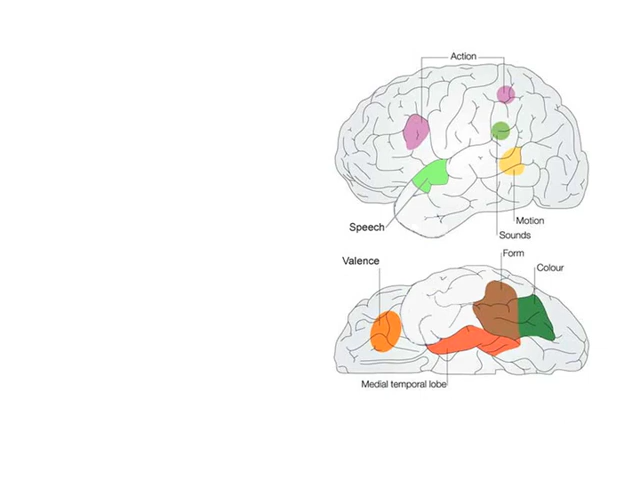 Action
Speech
Motion
Sounds
Form
Valence
Colour
Medial temporal lobe